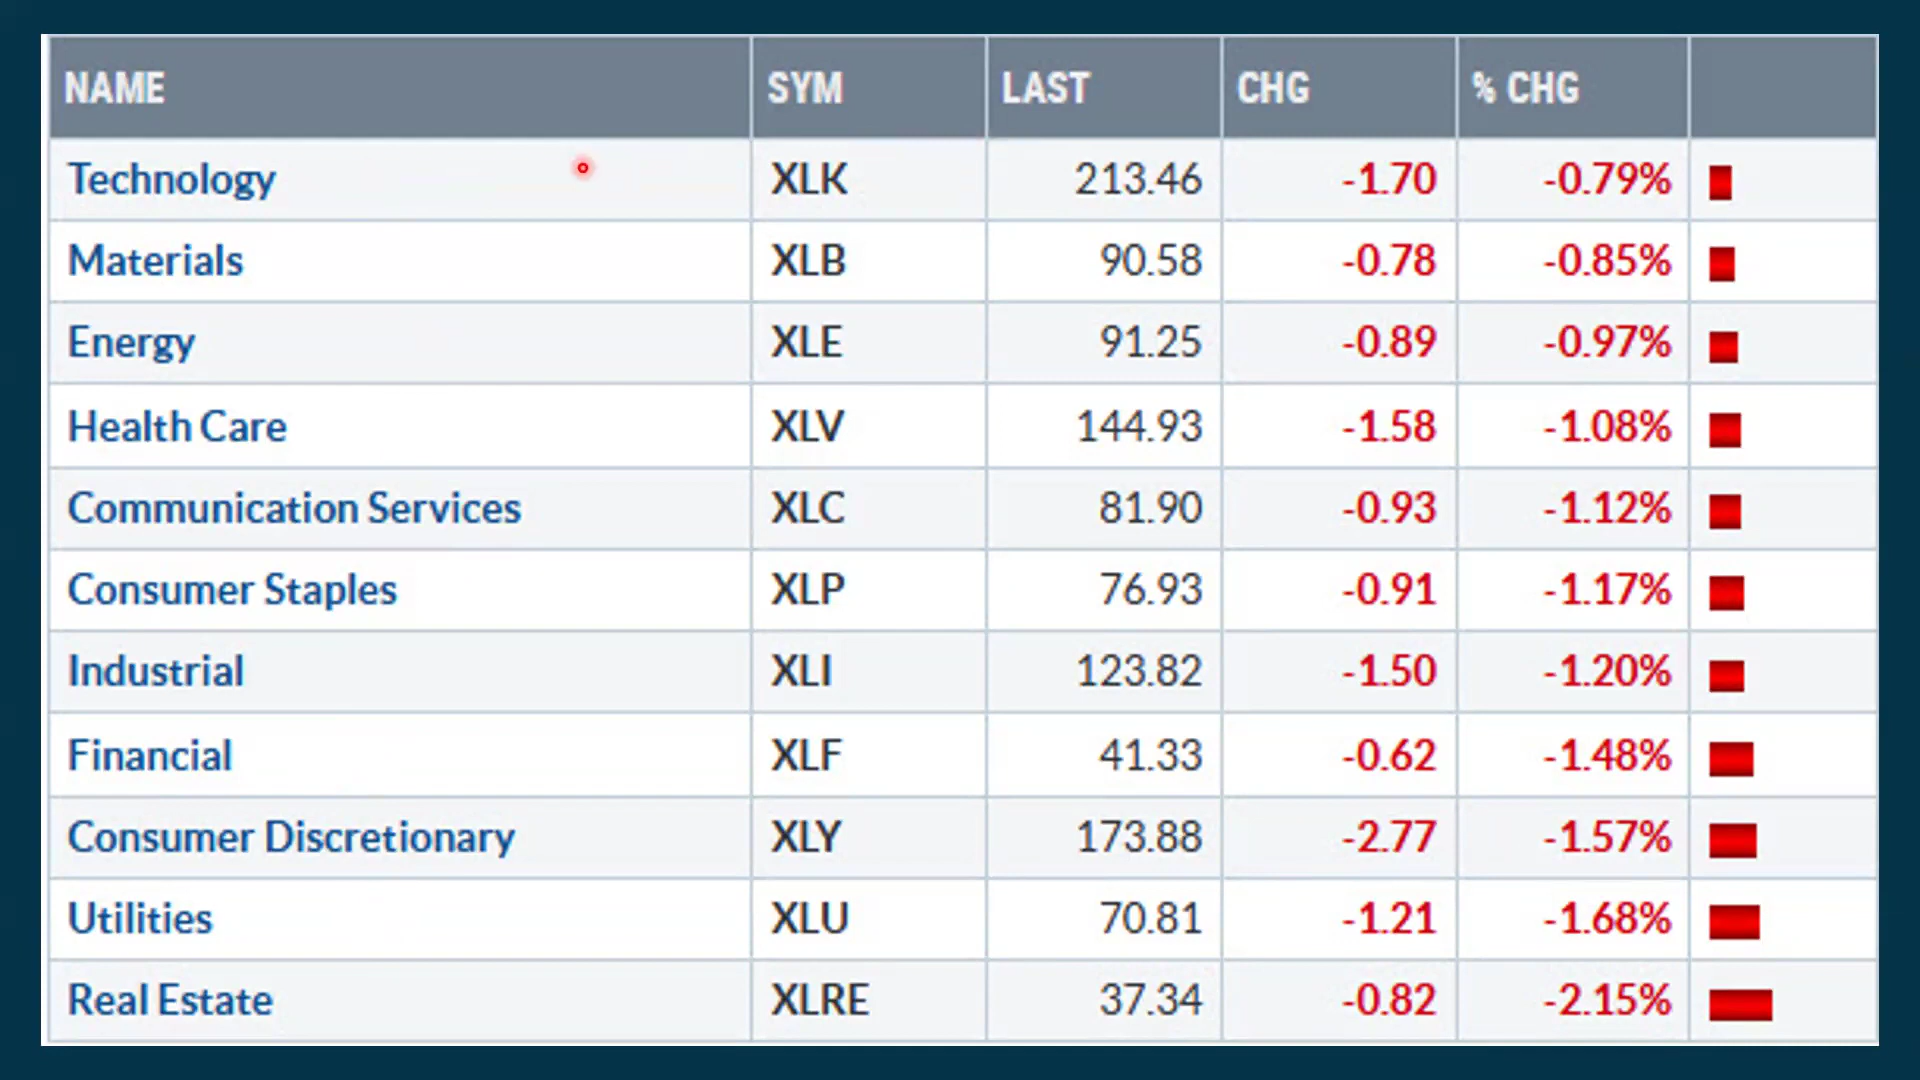 NAME SYM LAST CHG % CHG
Technology XLK 213.46 -1.70 -0.79%
Materials XLB 90.58 -0.78 -0.85%
Energy XLE 91.25 -0.89 -0.97%
Health Care XLV 144.93 -1.58 -1.08%
Communication Services XLC 81.90 -0.93 -1.12%
Consumer Staples XLP 76.93 -0.91 -1.17%
Industrial XLI 123.82 -1.50 -1.20%
Financial XLF 41.33 -0.62 -1.48%
Consumer Discretionary XLY 173.88 -2.77 -1.57%
Utilities XLU 70.81 -1.21 -1.68%
Real Estate XLRE 37.34 -0.82 -2.15%